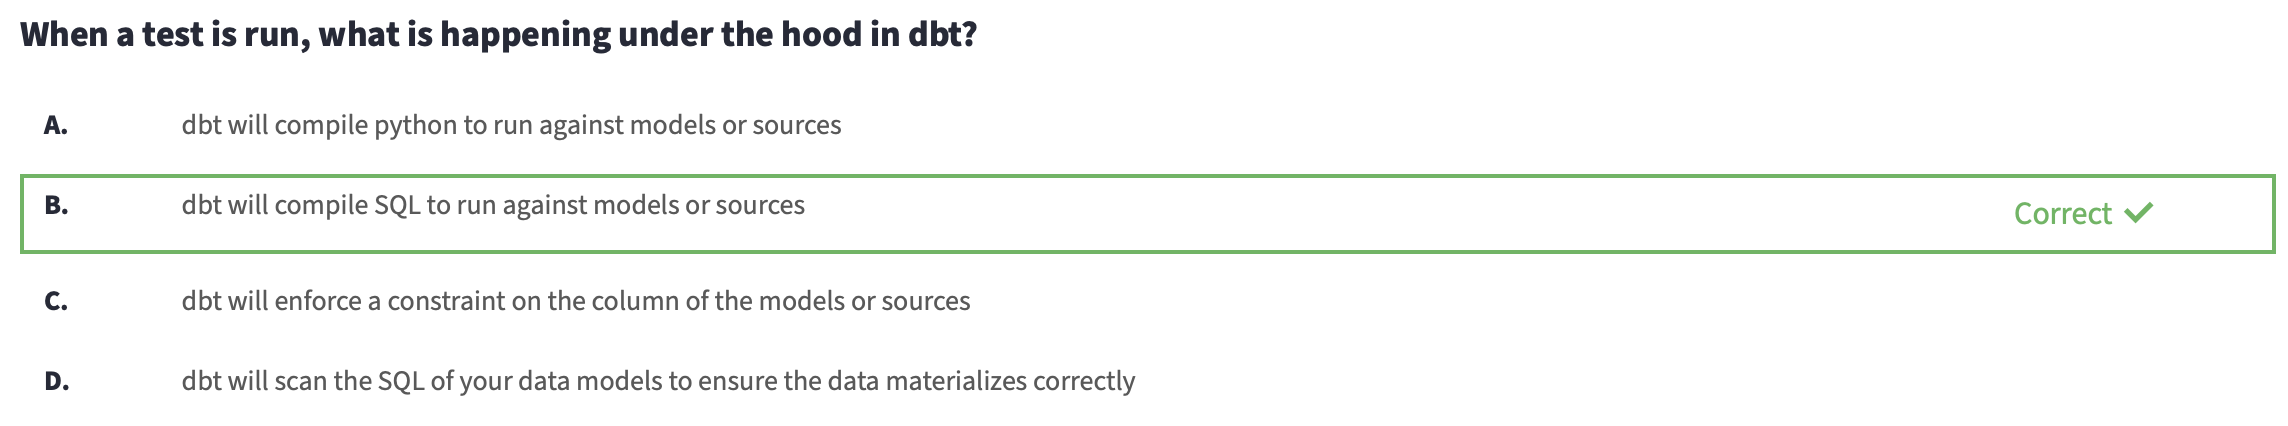 When a test is run, what is happening under the hood in dbt?
A. dbt will compile python to run against models or sources
B. dbt will compile SQL to run against models or sources Correct ✓
C. dbt will enforce a constraint on the column of the models or sources
D. dbt will scan the SQL of your data models to ensure the data materializes correctly